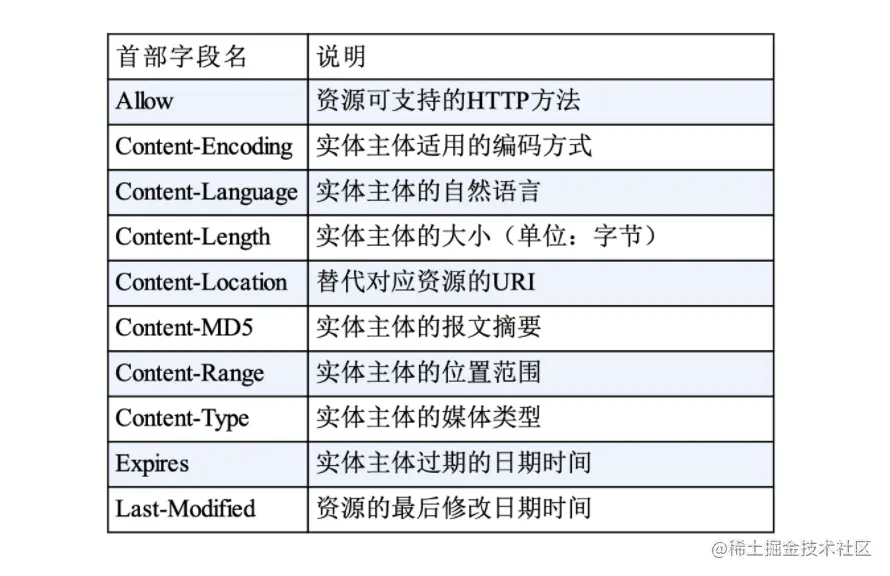 首部字段名 说明
Allow 资源可支持的HTTP方法
Content-Encoding 实体主体适用的编码方式
Content-Language 实体主体的自然语言
Content-Length 实体主体的大小（单位：字节）
Content-Location 替代对应资源的URI
Content-MD5 实体主体的报文摘要
Content-Range 实体主体的位置范围
Content-Type 实体主体的媒体类型
Expires 实体主体过期的日期时间
Last-Modified 资源的最后修改日期时间
@稀土掘金技术社区